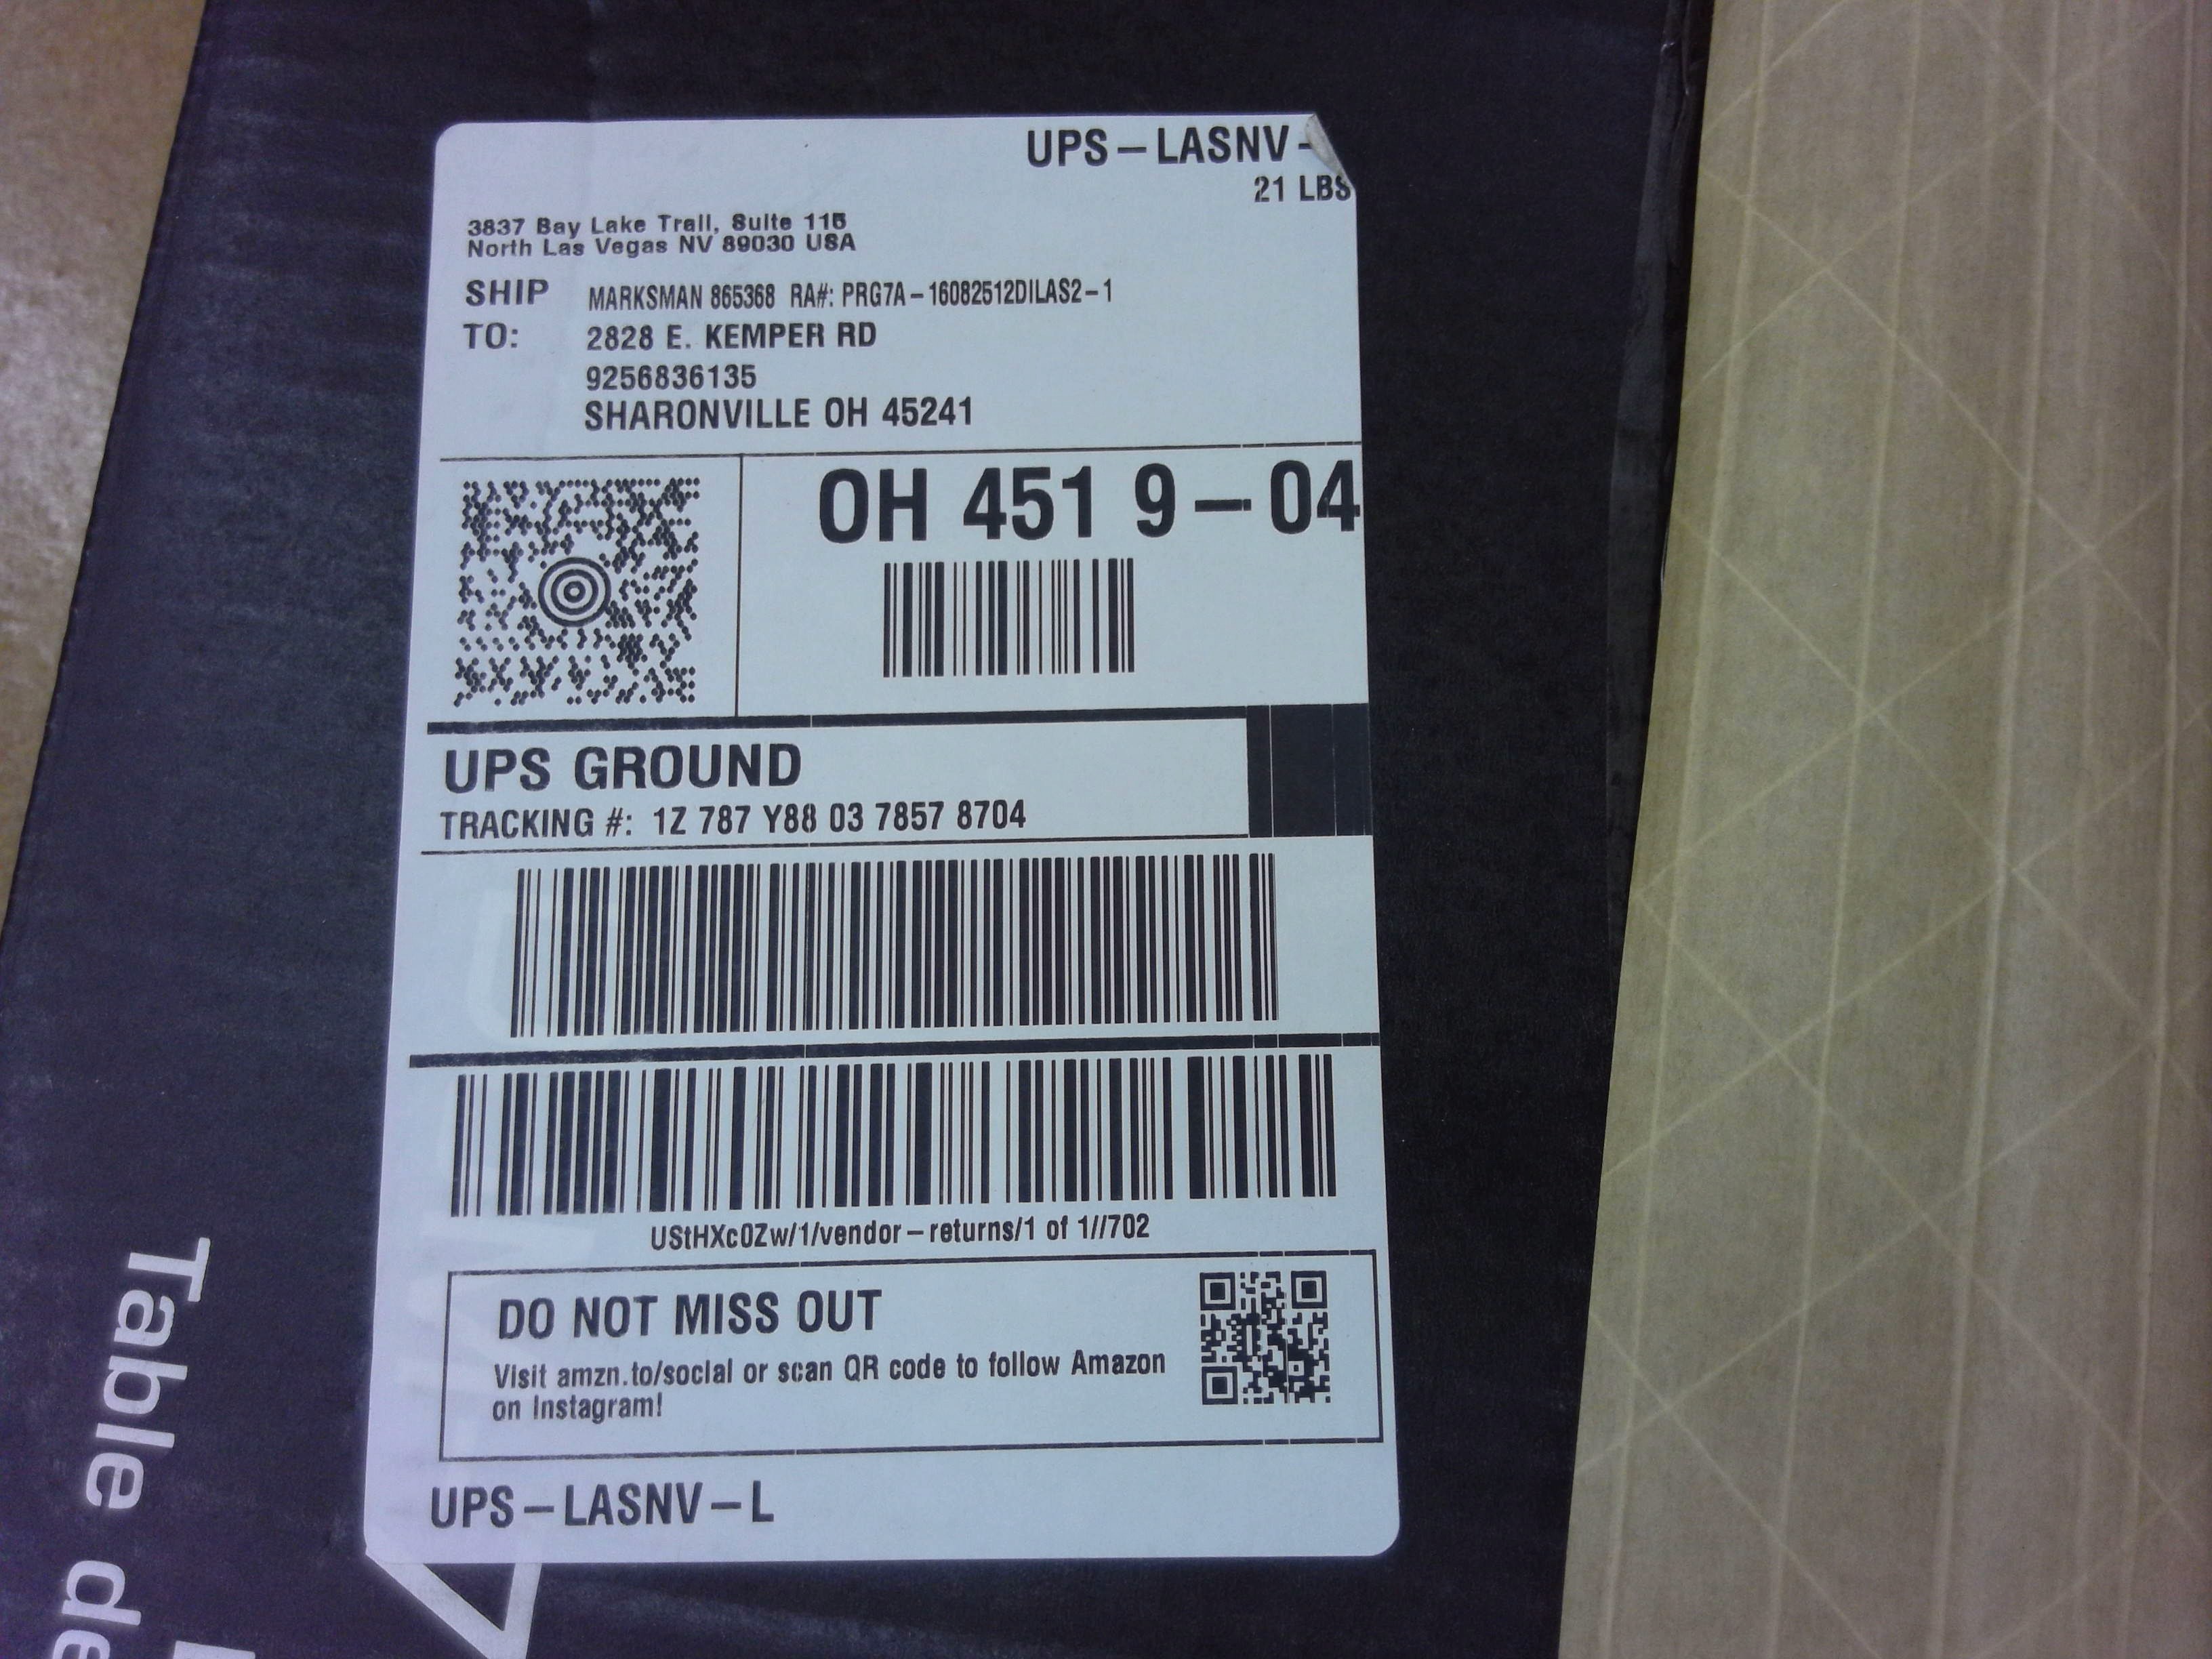 UPS – LASNV -
21 LBS
3837 Bay Lake Trail, Suite 115
North Las Vegas NV 89030 USA
SHIP MARKSMAN 865368 RA#: PRG7A – 16082512DILAS2 – 1
TO: 2828 E. KEMPER RD
9256836135
SHARONVILLE OH 45241
OH 451 9 – 04
UPS GROUND
TRACKING #: 1Z 787 Y88 03 7857 8704
UStHXc0Zw/1/vendor – returns/1 of 1//702
DO NOT MISS OUT
Visit amzn.to/social or scan QR code to follow Amazon
on Instagram!
UPS – LASNV – L
Table de